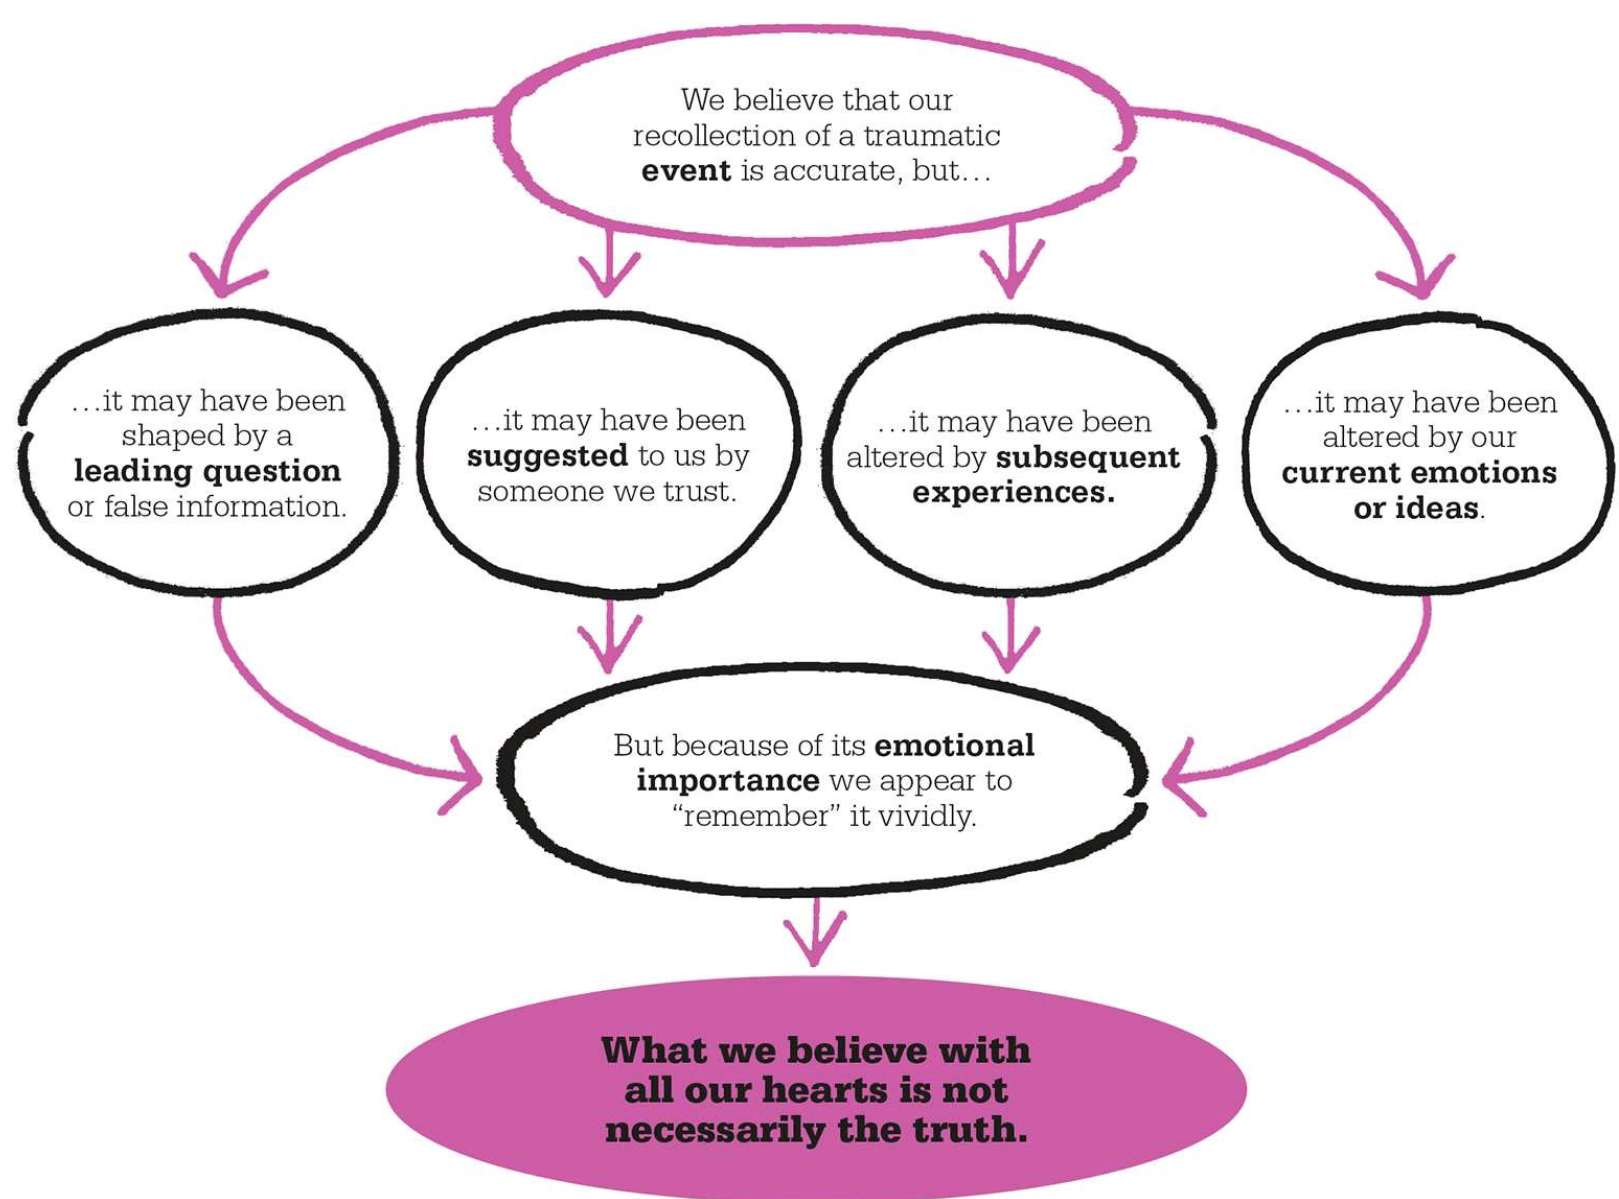 We believe that our
recollection of a traumatic
event is accurate, but…
…it may have been
shaped by a
leading question
or false information.
…it may have been
suggested to us by
someone we trust.
…it may have been
altered by subsequent
experiences.
…it may have been
altered by our
current emotions
or ideas.
But because of its emotional
importance we appear to
“remember” it vividly.
What we believe with
all our hearts is not
necessarily the truth.